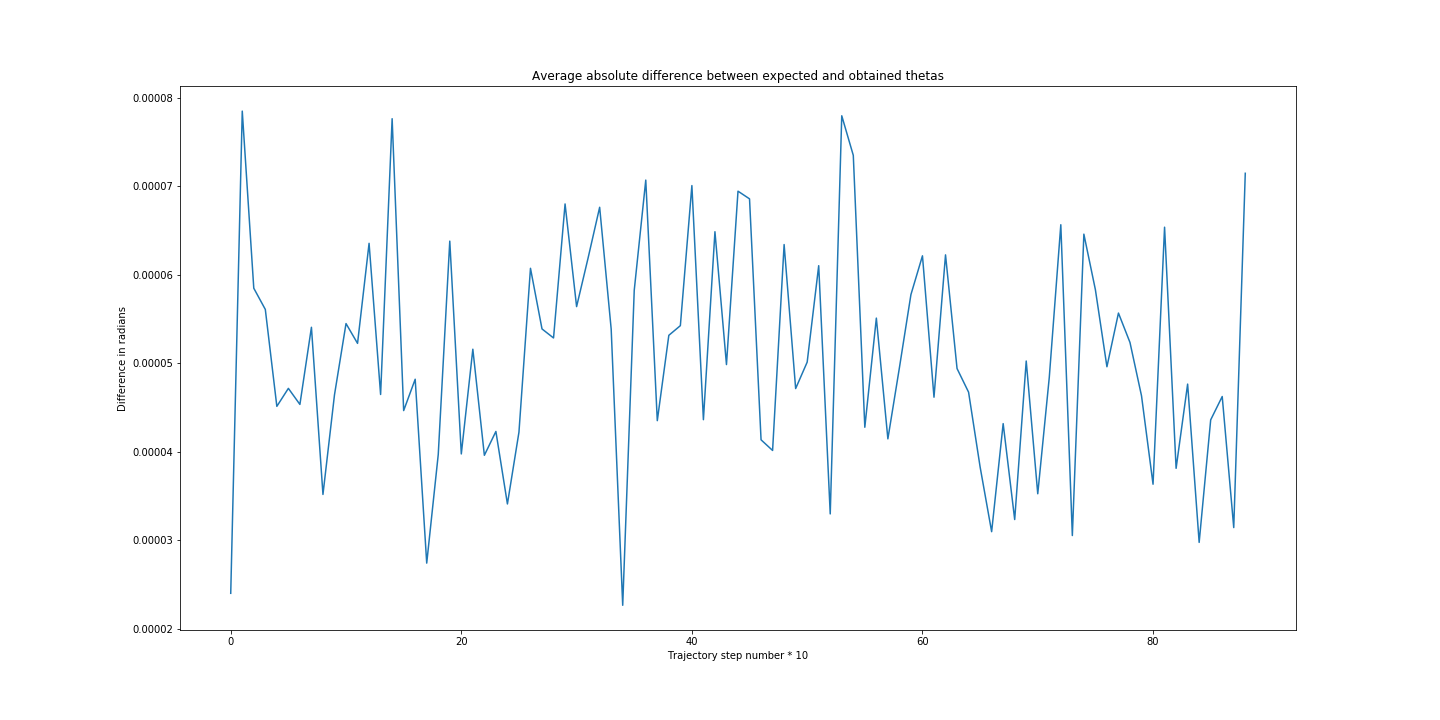 Average absolute difference between expected and obtained thetas
0.00008
0.00007
0.00006
0.00005
0.00004
0.00003
0.00002
Difference in radians
0 20 40 60 80
Trajectory step number * 10